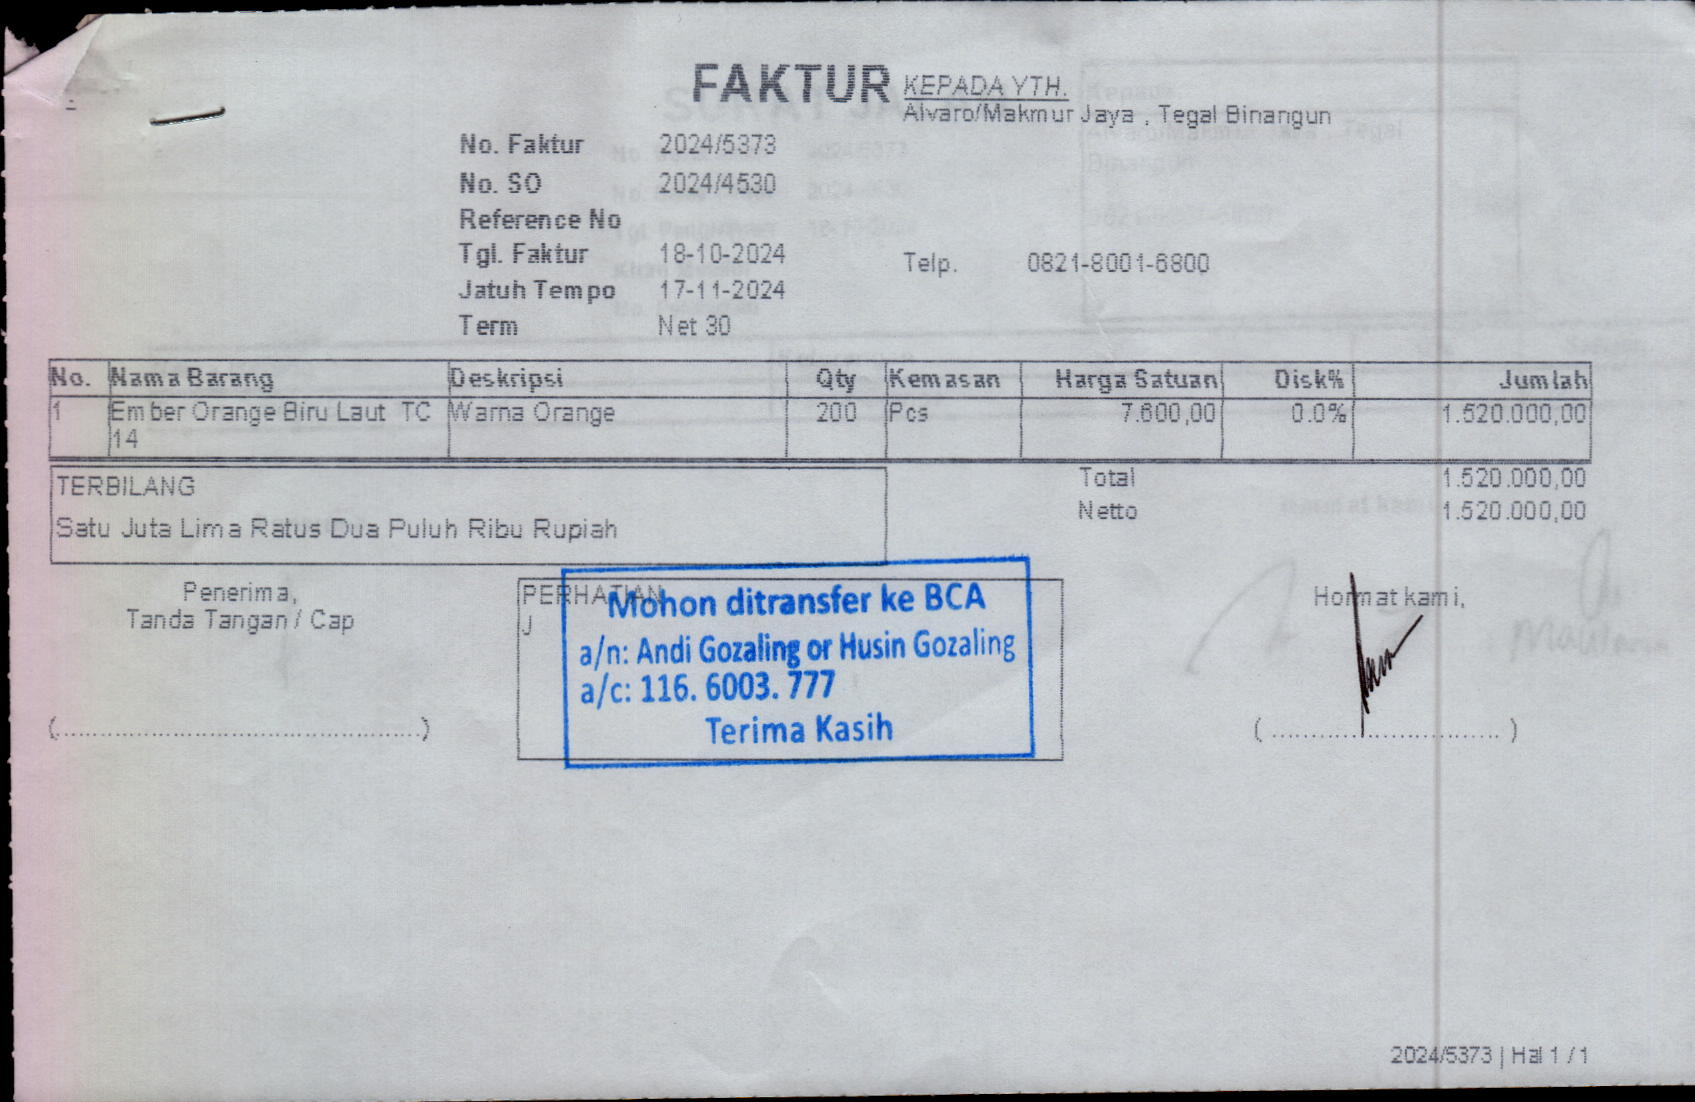 FAKTUR
KEPADA YTH.
Alvaro/Makmur Jaya , Tegal Binangun
No. Faktur 2024/5373
No. SO 2024/4530
Reference No
Tgl. Faktur 18-10-2024
Telp. 0821-8001-6800
Jatuh Tempo 17-11-2024
Term Net 30
No. Nama Barang Deskripsi Qty Kemasan Harga Satuan Disk% Jumlah
1 Ember Orange Biru Laut TC Warna Orange 200 Pcs 7.600,00 0.0% 1.520.000,00
14
TERBILANG
Satu Juta Lima Ratus Dua Puluh Ribu Rupiah
Total 1.520.000,00
Netto 1.520.000,00
Penerima,
Tanda Tangan / Cap
(..............................................)
PERHATIAN
J
Mohon ditransfer ke BCA
a/n: Andi Gozaling or Husin Gozaling
a/c: 116. 6003. 777
Terima Kasih
Hormat kami,
( ............................. )
2024/5373 | Hal 1 / 1